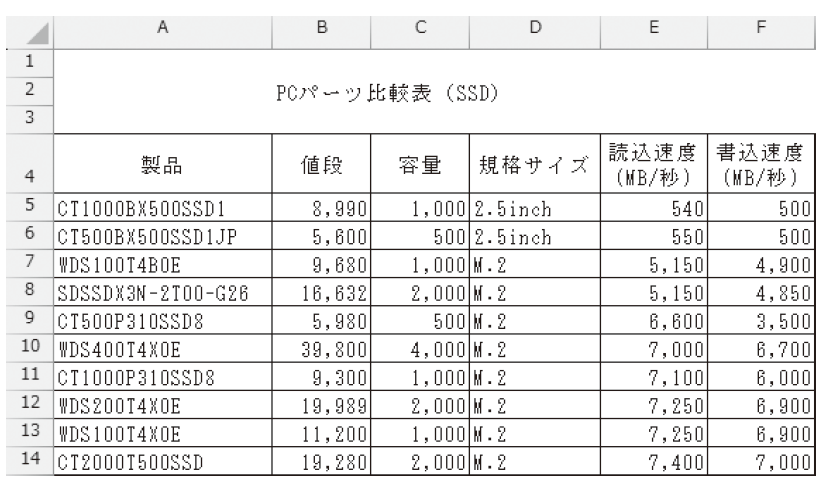 A B C D E F
1
2 PCパーツ比較表（SSD）
3
4 製品 値段 容量 規格サイズ 読込速度(MB/秒) 書込速度(MB/秒)
5 CT1000BX500SSD1 8,990 1,000 2.5inch 540 500
6 CT500BX500SSD1JP 5,600 500 2.5inch 550 500
7 WDS100T4B0E 9,680 1,000 M.2 5,150 4,900
8 SDSSDX3N-2T00-G26 16,632 2,000 M.2 5,150 4,850
9 CT500P310SSD8 5,980 500 M.2 6,600 3,500
10 WDS400T4X0E 39,800 4,000 M.2 7,000 6,700
11 CT1000P310SSD8 9,300 1,000 M.2 7,100 6,000
12 WDS200T4X0E 19,989 2,000 M.2 7,250 6,900
13 WDS100T4X0E 11,200 1,000 M.2 7,250 6,900
14 CT2000T500SSD 19,280 2,000 M.2 7,400 7,000